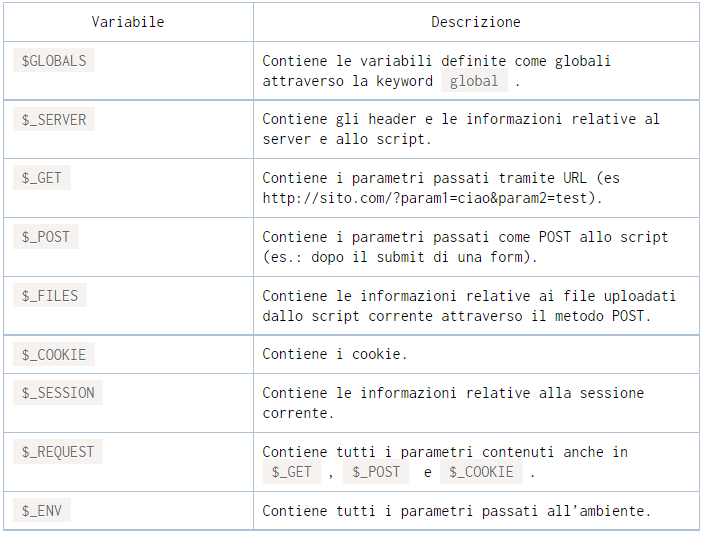 Variabile Descrizione
$GLOBALS Contiene le variabili definite come globali
attraverso la keyword global .
$_SERVER Contiene gli header e le informazioni relative al
server e allo script.
$_GET Contiene i parametri passati tramite URL (es
http://sito.com/?param1=ciao&param2=test).
$_POST Contiene i parametri passati come POST allo script
(es.: dopo il submit di una form).
$_FILES Contiene le informazioni relative ai file uploadati
dallo script corrente attraverso il metodo POST.
$_COOKIE Contiene i cookie.
$_SESSION Contiene le informazioni relative alla sessione
corrente.
$_REQUEST Contiene tutti i parametri contenuti anche in
$_GET , $_POST e $_COOKIE .
$_ENV Contiene tutti i parametri passati all'ambiente.